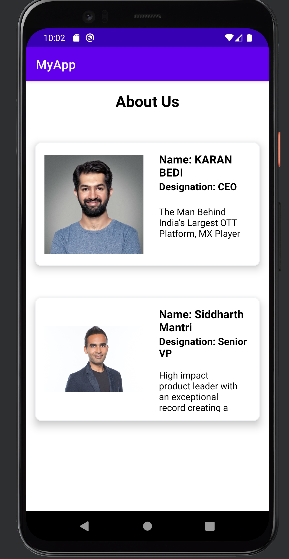 10:02
MyApp
About Us
Name: KARAN
BEDI
Designation: CEO
The Man Behind
India's Largest OTT
Platform, MX Player
Name: Siddharth
Mantri
Designation: Senior
VP
High impact
product leader with
an exceptional
record creating a